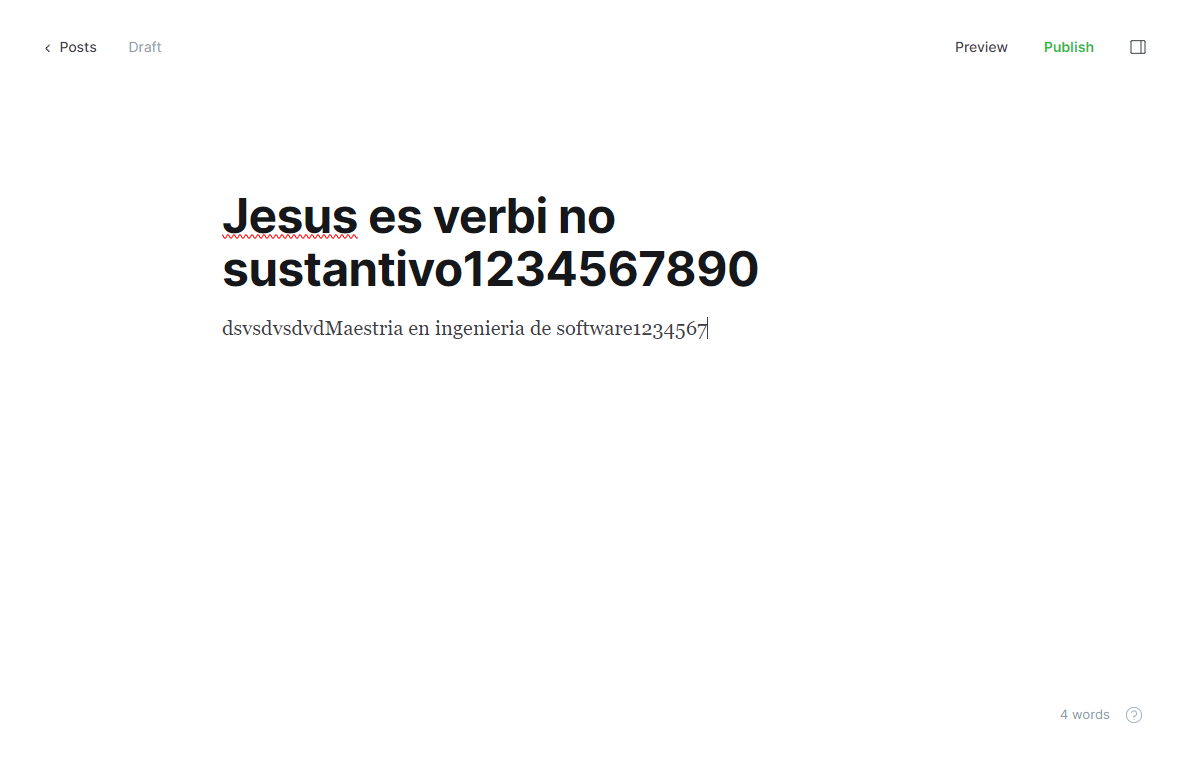 Posts Draft Preview Publish
Jesus es verbi no
sustantivo1234567890
dsvsdvsdvdMaestria en ingenieria de software1234567
4 words